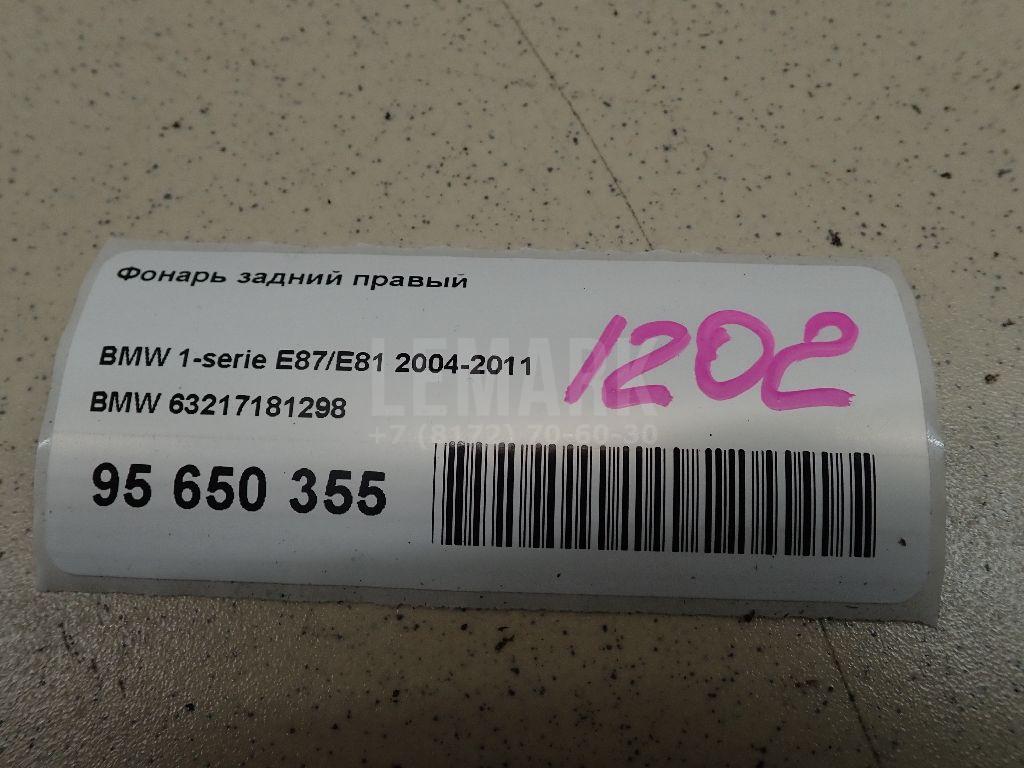 Фонарь задний правый
BMW 1-serie E87/E81 2004-2011
1202
BMW 63217181298
LEMARK
+7 (8172) 70-60-30
95 650 355